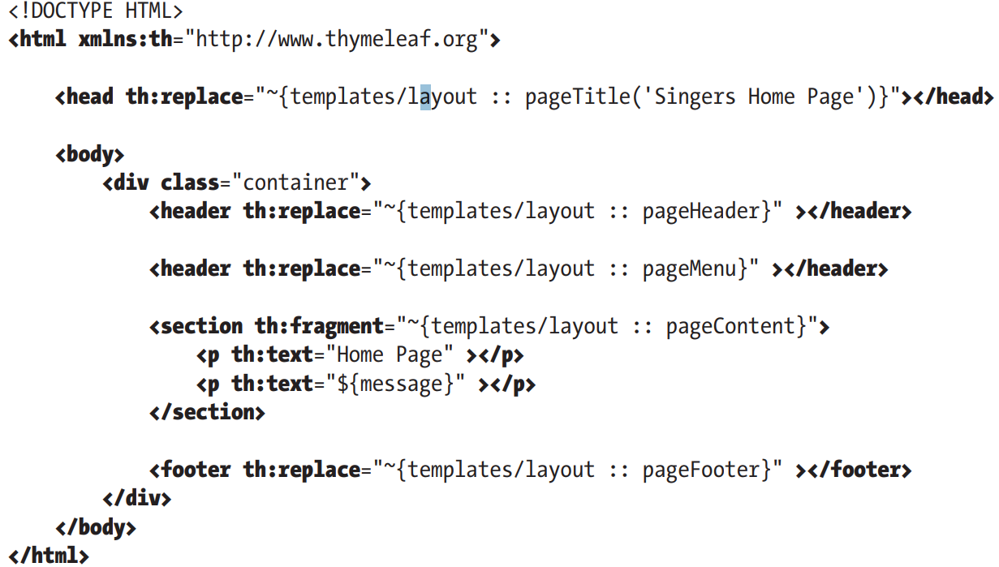 <!DOCTYPE HTML>
<html xmlns:th="http://www.thymeleaf.org">
<head th:replace="~{templates/layout :: pageTitle('Singers Home Page')}"></head>
<body>
<div class="container">
<header th:replace="~{templates/layout :: pageHeader}" ></header>
<header th:replace="~{templates/layout :: pageMenu}" ></header>
<section th:fragment="~{templates/layout :: pageContent}">
<p th:text="Home Page" ></p>
<p th:text="${message}" ></p>
</section>
<footer th:replace="~{templates/layout :: pageFooter}" ></footer>
</div>
</body>
</html>